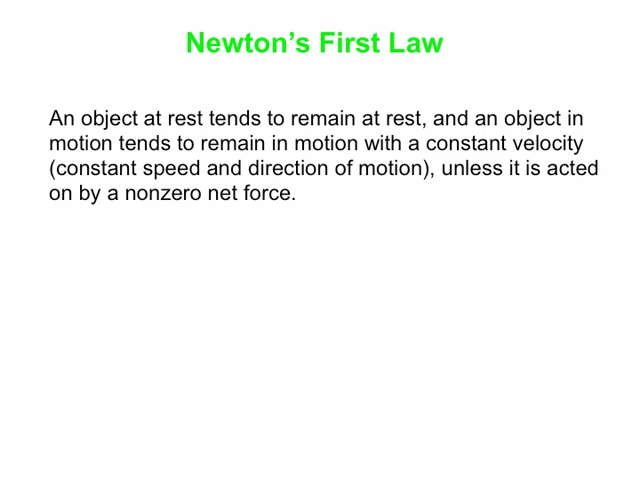 Newton’s First Law
An object at rest tends to remain at rest, and an object in
motion tends to remain in motion with a constant velocity
(constant speed and direction of motion), unless it is acted
on by a nonzero net force.